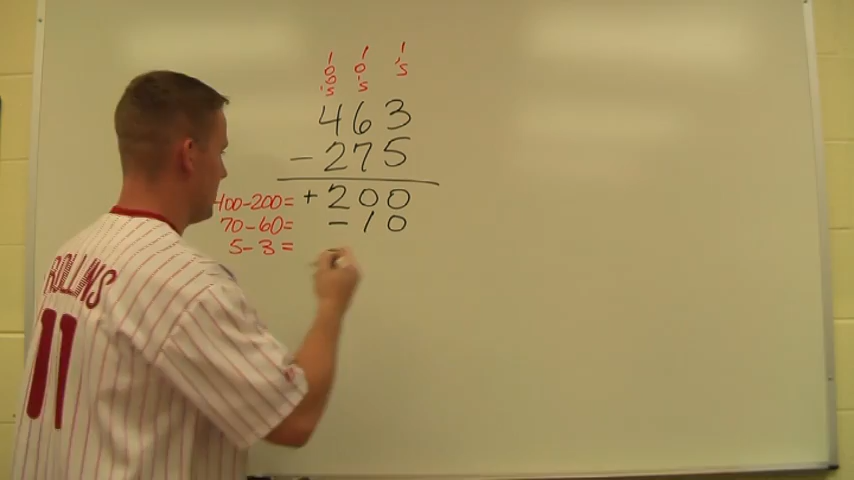 100's 10's 1's
463
- 275
400-200= + 200
70-60= - 10
5-3= -
ROLLINS
11